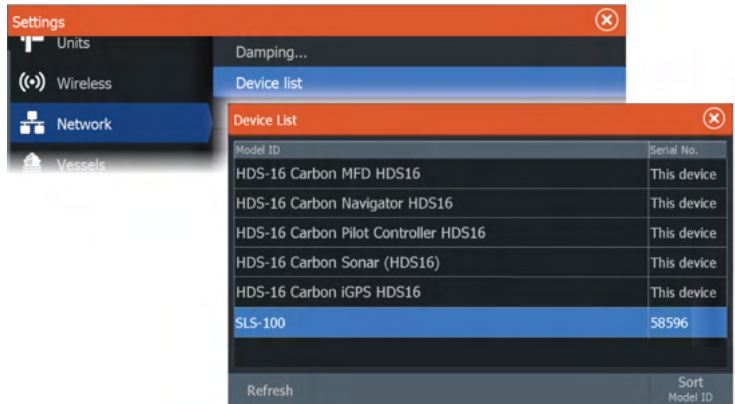 Settings
Units
Damping...
Wireless
Device list
Network
Device List
Vessels
Model ID Serial No.
HDS-16 Carbon MFD HDS16 This device
HDS-16 Carbon Navigator HDS16 This device
HDS-16 Carbon Pilot Controller HDS16 This device
HDS-16 Carbon Sonar (HDS16) This device
HDS-16 Carbon iGPS HDS16 This device
SLS-100 58596
Refresh Sort
Model ID